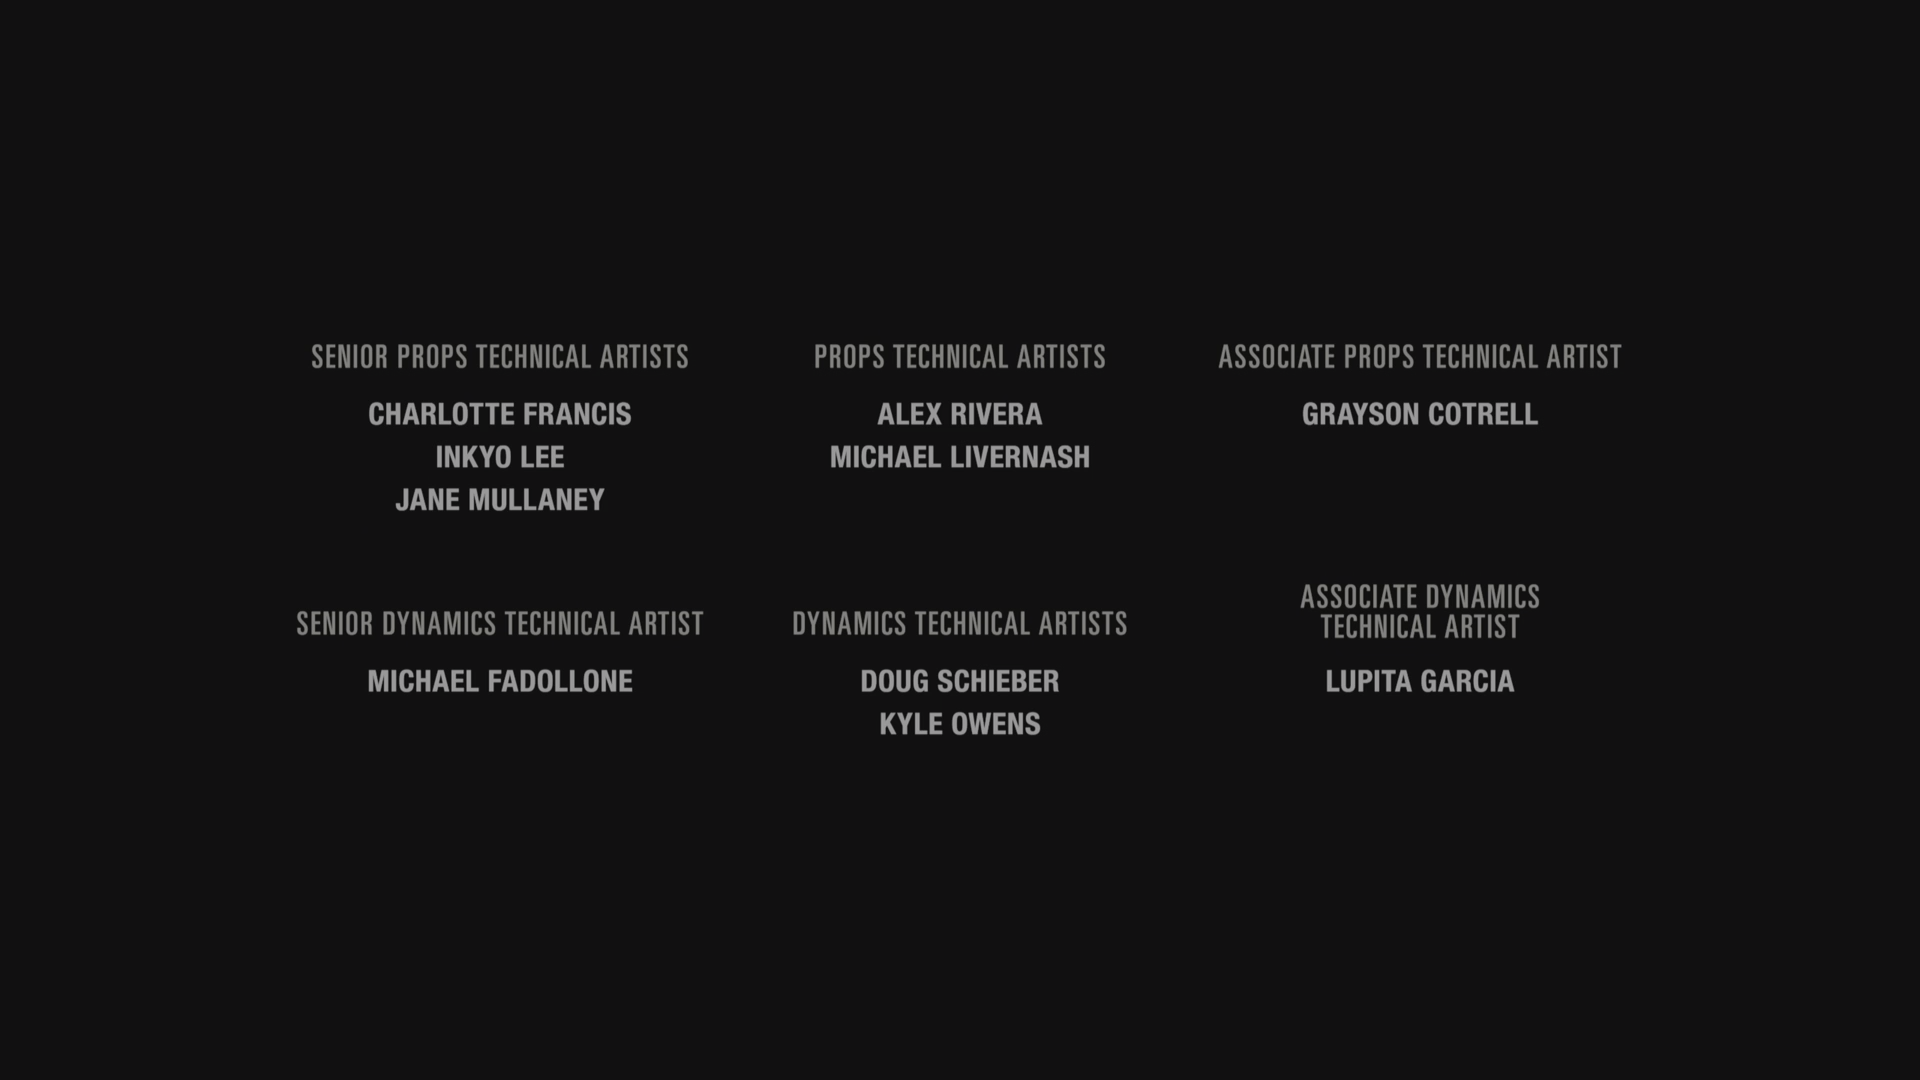 SENIOR PROPS TECHNICAL ARTISTS
CHARLOTTE FRANCIS
INKYO LEE
JANE MULLANEY
PROPS TECHNICAL ARTISTS
ALEX RIVERA
MICHAEL LIVERNASH
ASSOCIATE PROPS TECHNICAL ARTIST
GRAYSON COTRELL
SENIOR DYNAMICS TECHNICAL ARTIST
MICHAEL FADOLLONE
DYNAMICS TECHNICAL ARTISTS
DOUG SCHIEBER
KYLE OWENS
ASSOCIATE DYNAMICS
TECHNICAL ARTIST
LUPITA GARCIA